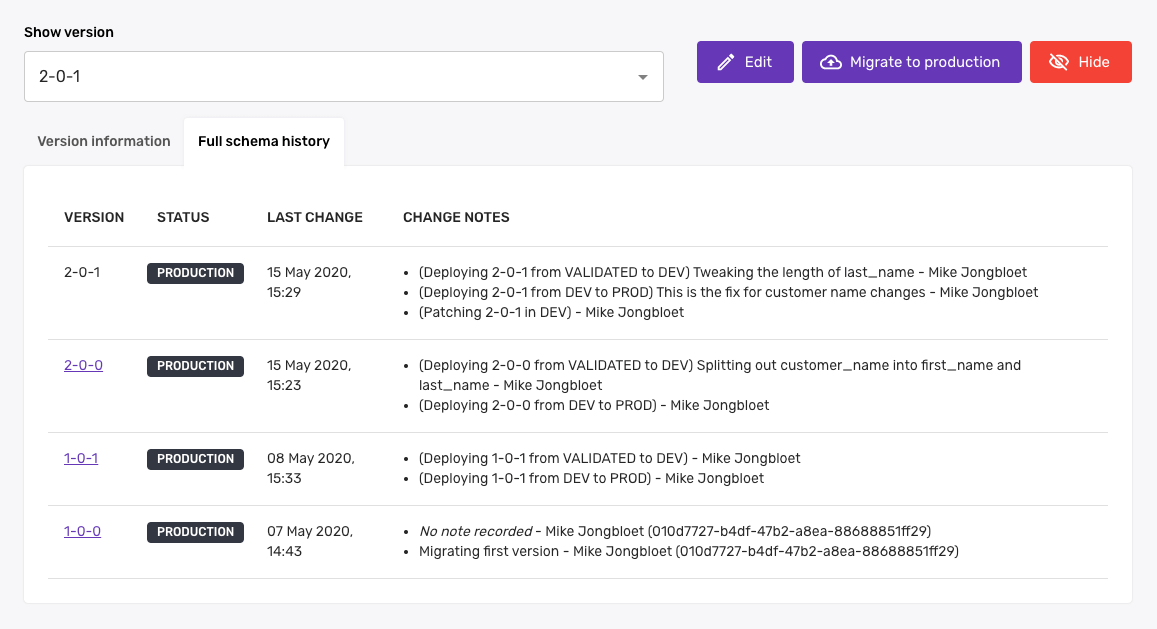 Show version
2-0-1
Edit
Migrate to production
Hide
Version information
Full schema history
VERSION STATUS LAST CHANGE CHANGE NOTES
2-0-1 PRODUCTION 15 May 2020, 15:29
• (Deploying 2-0-1 from VALIDATED to DEV) Tweaking the length of last_name - Mike Jongbloet
• (Deploying 2-0-1 from DEV to PROD) This is the fix for customer name changes - Mike Jongbloet
• (Patching 2-0-1 in DEV) - Mike Jongbloet
2-0-0 PRODUCTION 15 May 2020, 15:23
• (Deploying 2-0-0 from VALIDATED to DEV) Splitting out customer_name into first_name and
last_name - Mike Jongbloet
• (Deploying 2-0-0 from DEV to PROD) - Mike Jongbloet
1-0-1 PRODUCTION 08 May 2020, 15:33
• (Deploying 1-0-1 from VALIDATED to DEV) - Mike Jongbloet
• (Deploying 1-0-1 from DEV to PROD) - Mike Jongbloet
1-0-0 PRODUCTION 07 May 2020, 14:43
• No note recorded - Mike Jongbloet (010d7727-b4df-47b2-a8ea-88688851ff29)
• Migrating first version - Mike Jongbloet (010d7727-b4df-47b2-a8ea-88688851ff29)